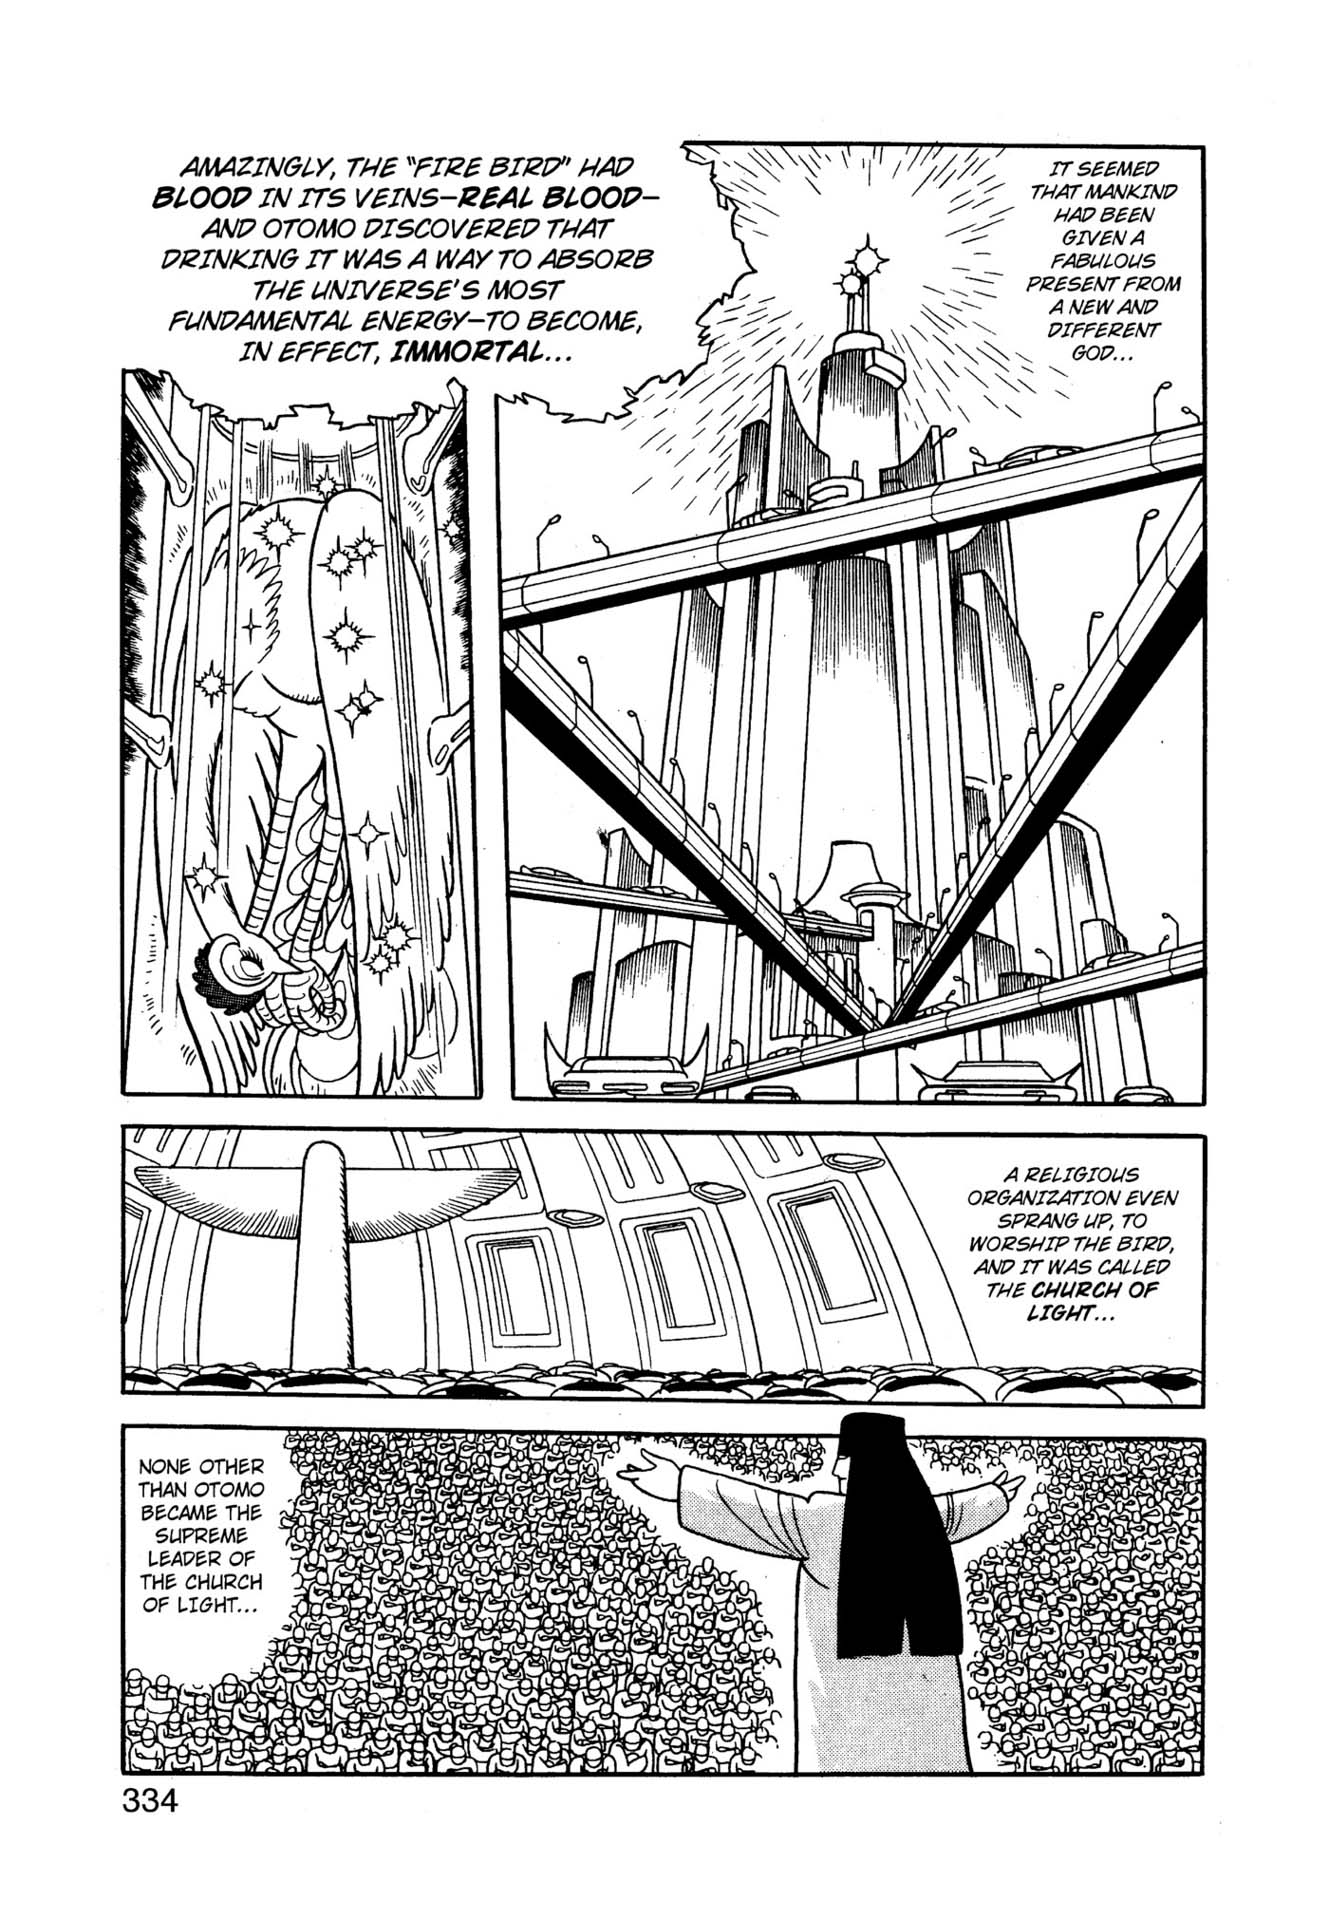 AMAZINGLY, THE "FIRE BIRD" HAD
BLOOD IN ITS VEINS—REAL BLOOD—
AND OTOMO DISCOVERED THAT
DRINKING IT WAS A WAY TO ABSORB
THE UNIVERSE'S MOST
FUNDAMENTAL ENERGY—TO BECOME,
IN EFFECT, IMMORTAL...
IT SEEMED
THAT MANKIND
HAD BEEN
GIVEN A
FABULOUS
PRESENT FROM
A NEW AND
DIFFERENT
GOD...
A RELIGIOUS
ORGANIZATION EVEN
SPRANG UP, TO
WORSHIP THE BIRD,
AND IT WAS CALLED
THE CHURCH OF
LIGHT...
NONE OTHER
THAN OTOMO
BECAME THE
SUPREME
LEADER OF
THE CHURCH
OF LIGHT...
334